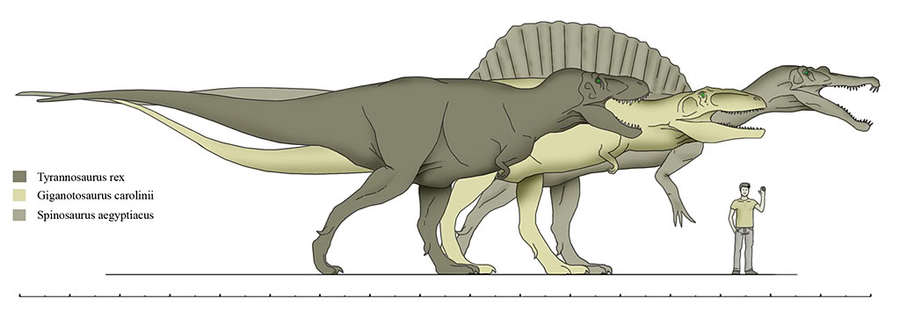 Tyrannosaurus rex
Giganotosaurus carolinii
Spinosaurus aegyptiacus